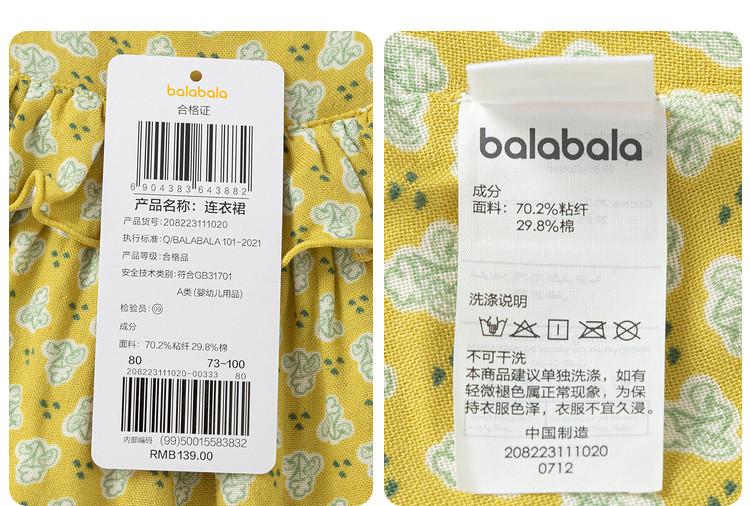 balabala
合格证
6 904383 643882
产品名称：连衣裙
产品货号：208223111020
执行标准：Q/BALABALA 101-2021
产品等级：合格品
安全技术类别：符合GB31701
A类 (婴幼儿用品)
检验员：09
成分
面料：70.2%粘纤 29.8%棉
80 73-100
208223111020-00333 80
内部编码 (99)50015583832
RMB139.00
balabala
成分
面料：70.2%粘纤
29.8%棉
洗涤说明
不可干洗
本商品建议单独洗涤，如有
轻微褪色属正常现象，为保
持衣服色泽，衣服不宜久浸。
中国制造
208223111020
0712